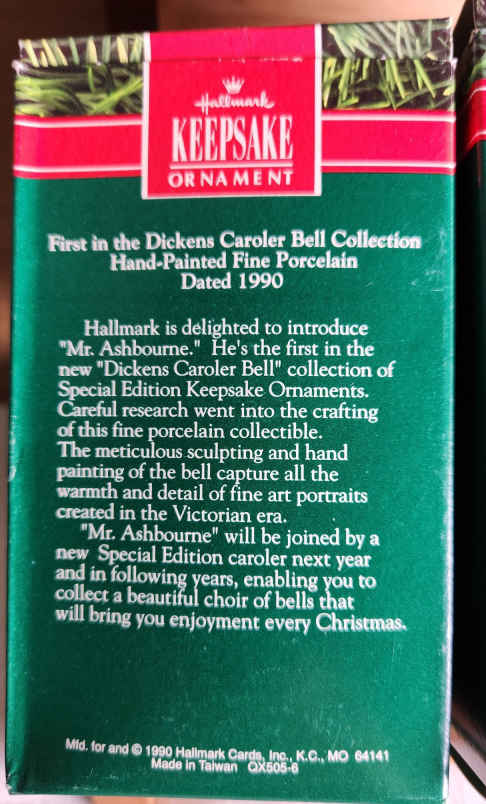 Hallmark
KEEPSAKE
ORNAMENT
First in the Dickens Caroler Bell Collection
Hand-Painted Fine Porcelain
Dated 1990
Hallmark is delighted to introduce
"Mr. Ashbourne." He's the first in the
new "Dickens Caroler Bell" collection of
Special Edition Keepsake Ornaments.
Careful research went into the crafting
of this fine porcelain collectible.
The meticulous sculpting and hand
painting of the bell capture all the
warmth and detail of fine art portraits
created in the Victorian era.
"Mr. Ashbourne" will be joined by a
new Special Edition caroler next year
and in following years, enabling you to
collect a beautiful choir of bells that
will bring you enjoyment every Christmas.
Mfd. for and © 1990 Hallmark Cards, Inc., K.C., MO 64141
Made in Taiwan QX505-6